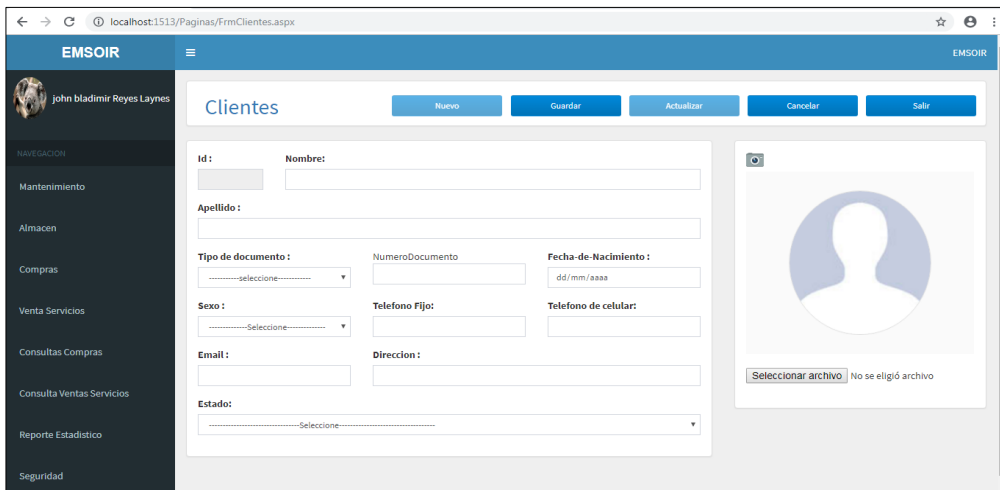 localhost:1513/Paginas/FrmClientes.aspx
EMSOIR
EMSOIR
john bladimir Reyes Laynes
NAVEGACION
Mantenimiento
Almacen
Compras
Venta Servicios
Consultas Compras
Consulta Ventas Servicios
Reporte Estadistico
Seguridad
Clientes
Nuevo
Guardar
Actualizar
Cancelar
Salir
Id :
Nombre:
Apellido :
Tipo de documento :
NumeroDocumento
Fecha-de-Nacimiento :
-----------seleccione------------
dd/mm/aaaa
Sexo :
Telefono Fijo:
Telefono de celular:
--------------Seleccione--------------
Email :
Direccion :
Estado:
---------------------------------Seleccione-----------------------------------
Seleccionar archivo No se eligió archivo